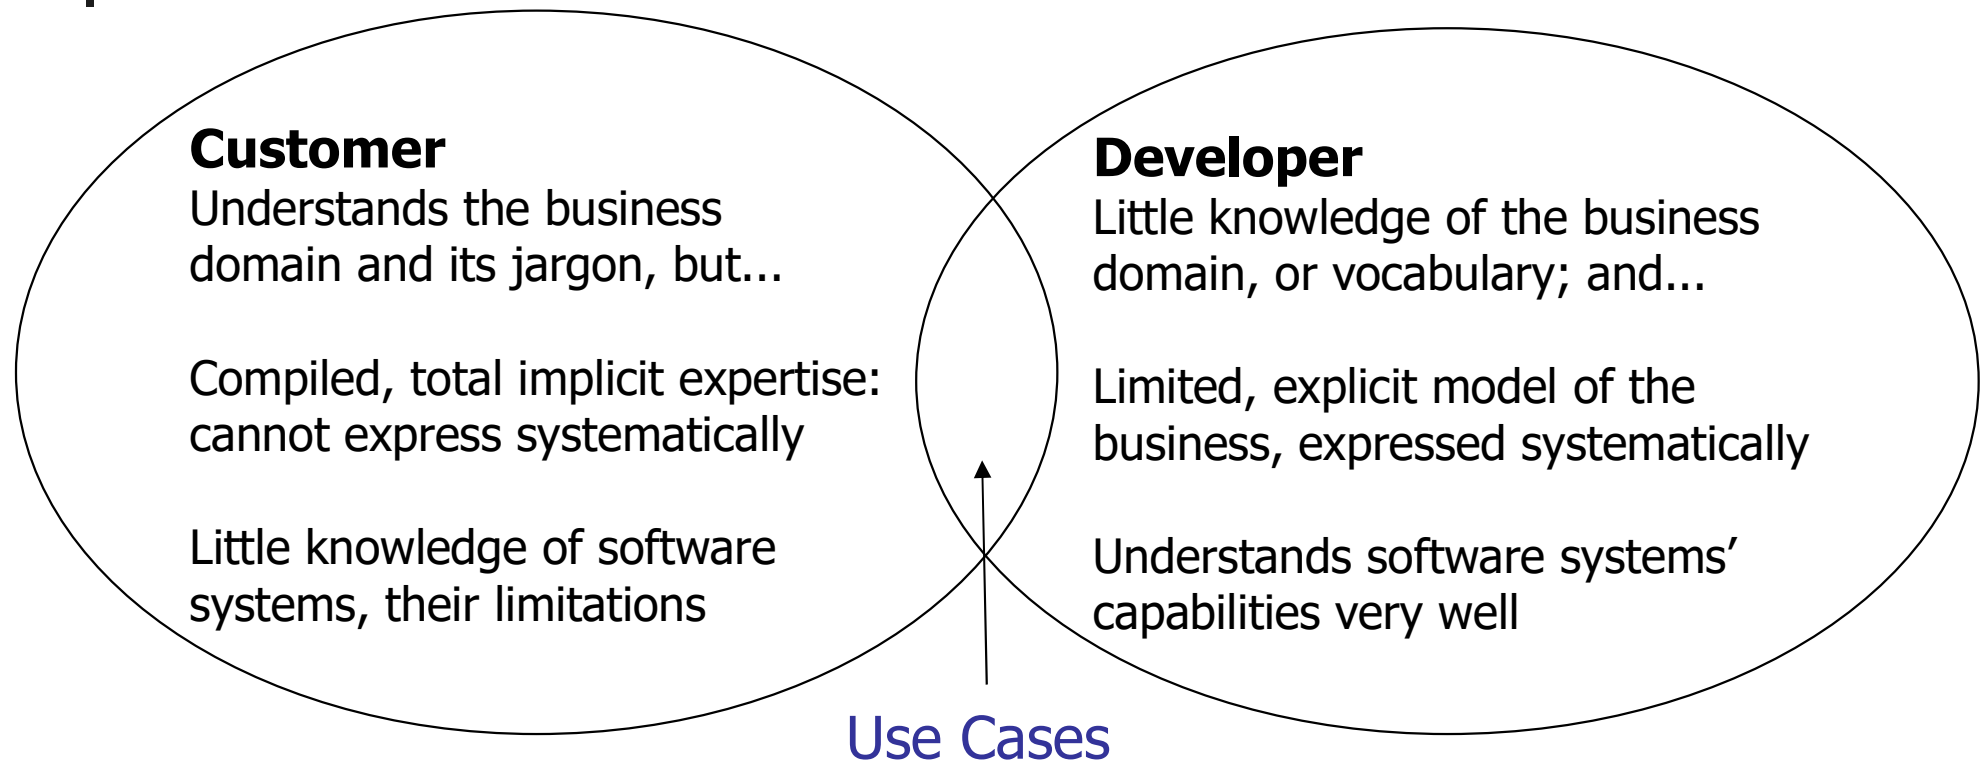 Customer
Understands the business
domain and its jargon, but...
Compiled, total implicit expertise:
cannot express systematically
Little knowledge of software
systems, their limitations
Developer
Little knowledge of the business
domain, or vocabulary; and...
Limited, explicit model of the
business, expressed systematically
Understands software systems’
capabilities very well
Use Cases